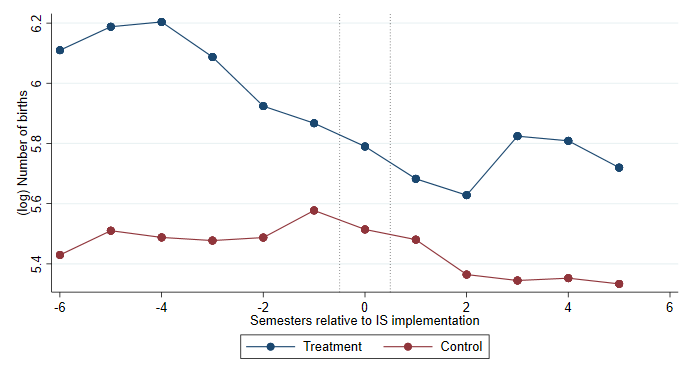 (log) Number of births
6.2
6
5.8
5.6
5.4
-6 -4 -2 0 2 4 6
Semesters relative to IS implementation
Treatment Control